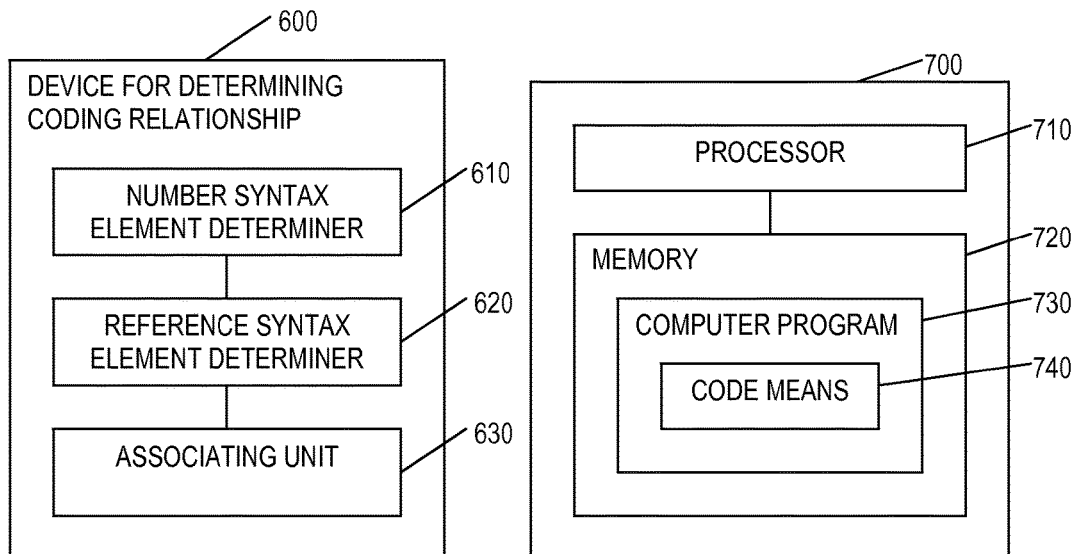 600
DEVICE FOR DETERMINING
CODING RELATIONSHIP
610
NUMBER SYNTAX
ELEMENT DETERMINER
620
REFERENCE SYNTAX
ELEMENT DETERMINER
630
ASSOCIATING UNIT
700
710
PROCESSOR
720
MEMORY
730
COMPUTER PROGRAM
740
CODE MEANS